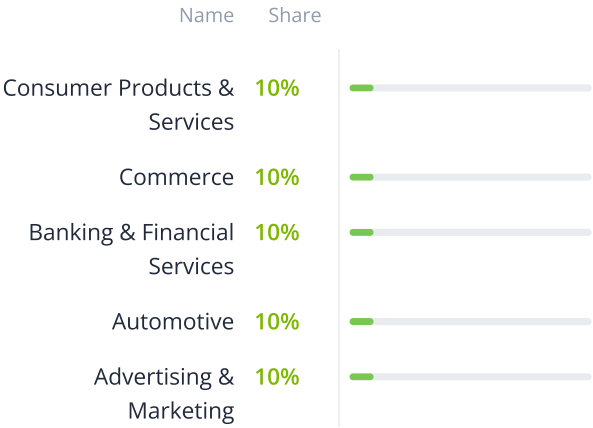 Name Share
Consumer Products & 10%
Services
Commerce 10%
Banking & Financial 10%
Services
Automotive 10%
Advertising & 10%
Marketing